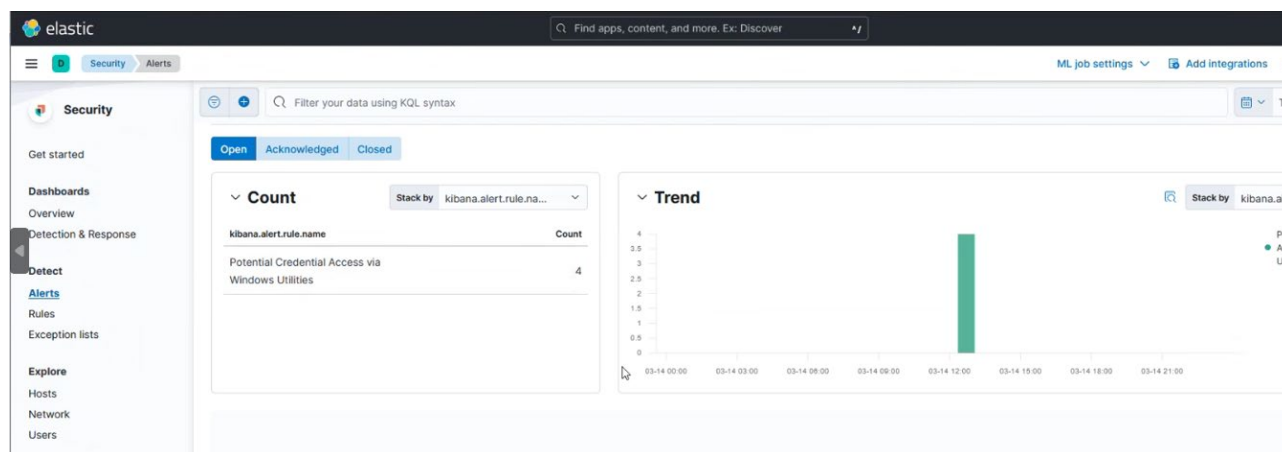 elastic
Find apps, content, and more. Ex: Discover
^/
D
Security
Alerts
ML job settings
Add integrations
Security
Filter your data using KQL syntax
Get started
Open
Acknowledged
Closed
Dashboards
Overview
Detection & Response
Detect
Alerts
Rules
Exception lists
Explore
Hosts
Network
Users
Count
Stack by
kibana.alert.rule.na...
kibana.alert.rule.name
Count
Potential Credential Access via
Windows Utilities
4
Trend
Stack by
kibana.a
4
3.5
3
2.5
2
1.5
1
0.5
0
03-14 00:00
03-14 03:00
03-14 06:00
03-14 09:00
03-14 12:00
03-14 15:00
03-14 18:00
03-14 21:00
P
A
U